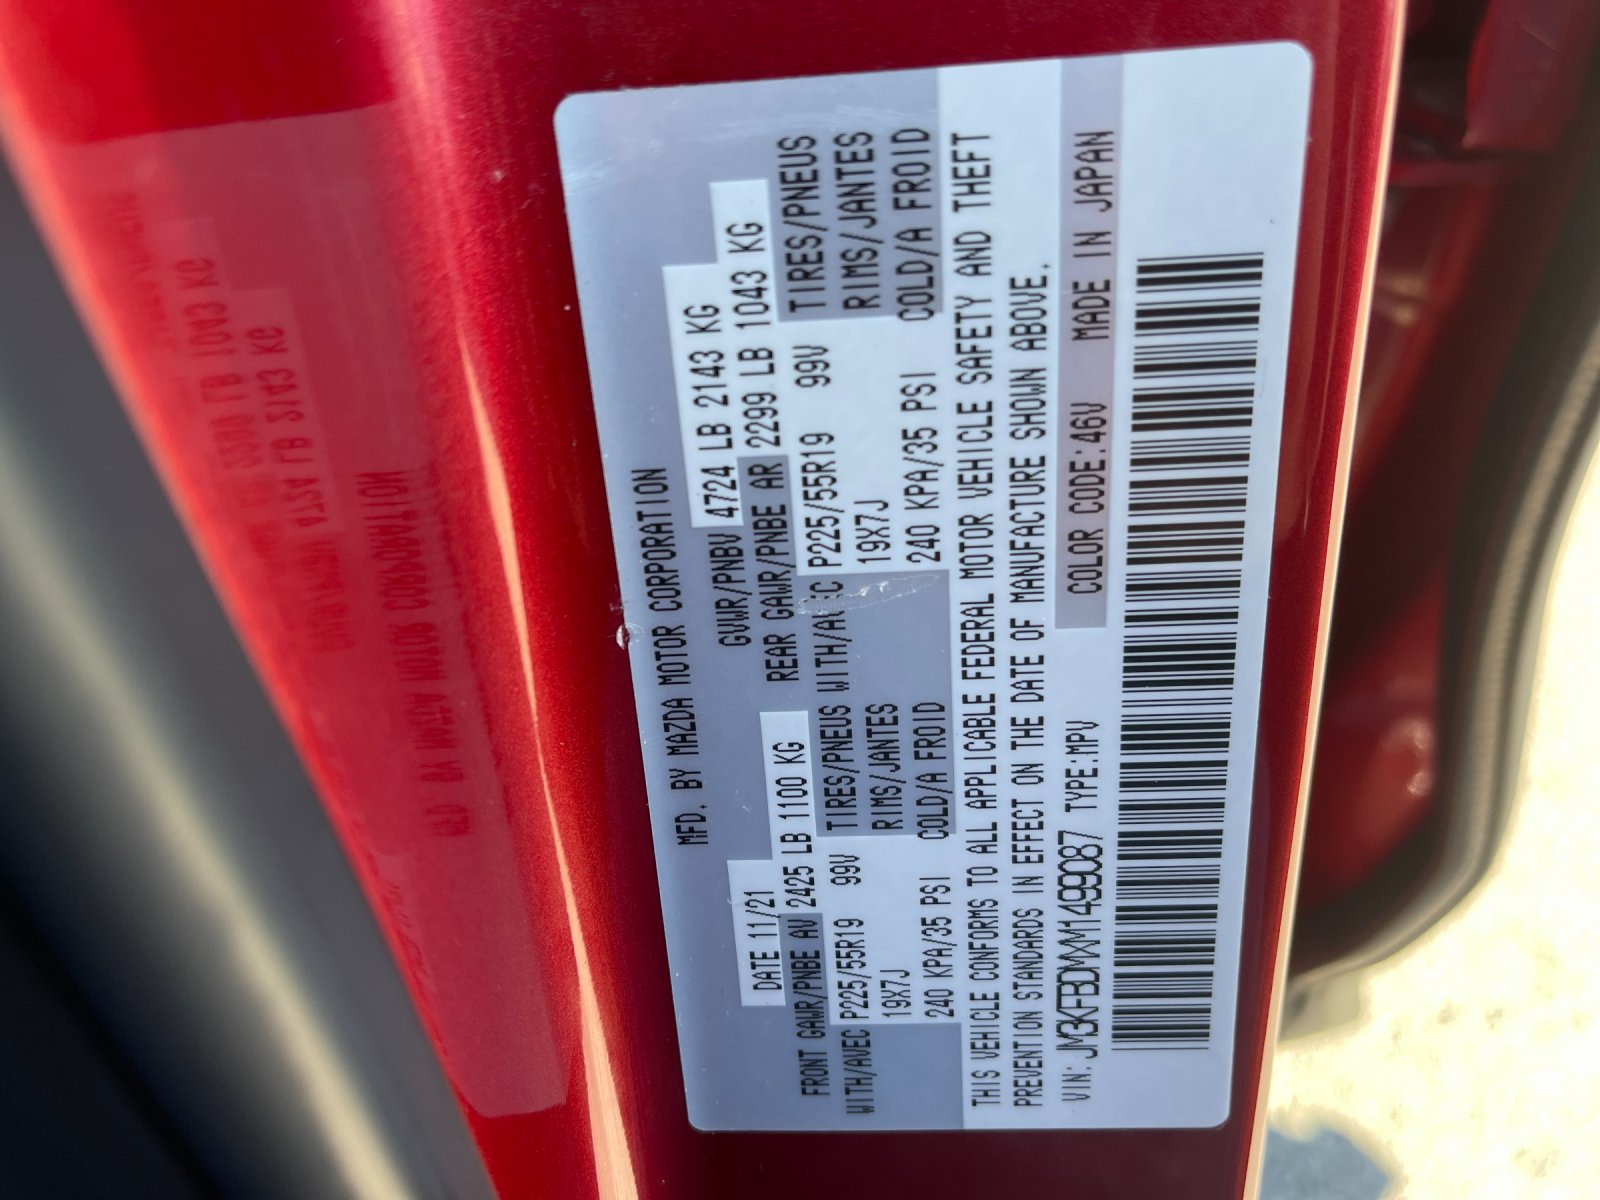 MFD. BY MAZDA MOTOR CORPORATION
DATE 11/21 GVWR/PNBV 4724 LB 2143 KG
FRONT GAWR/PNBE AV 2425 LB 1100 KG REAR GAWR/PNBE AR 2299 LB 1043 KG
WITH/AVEC P225/55R19 99V TIRES/PNEUS WITH/AVEC P225/55R19 99V TIRES/PNEUS
19X7J RIMS/JANTES 19X7J RIMS/JANTES
240 KPA/35 PSI COLD/A FROID 240 KPA/35 PSI COLD/A FROID
THIS VEHICLE CONFORMS TO ALL APPLICABLE FEDERAL MOTOR VEHICLE SAFETY AND THEFT
PREVENTION STANDARDS IN EFFECT ON THE DATE OF MANUFACTURE SHOWN ABOVE.
VIN: TYPE:MPV COLOR CODE:46V MADE IN JAPAN